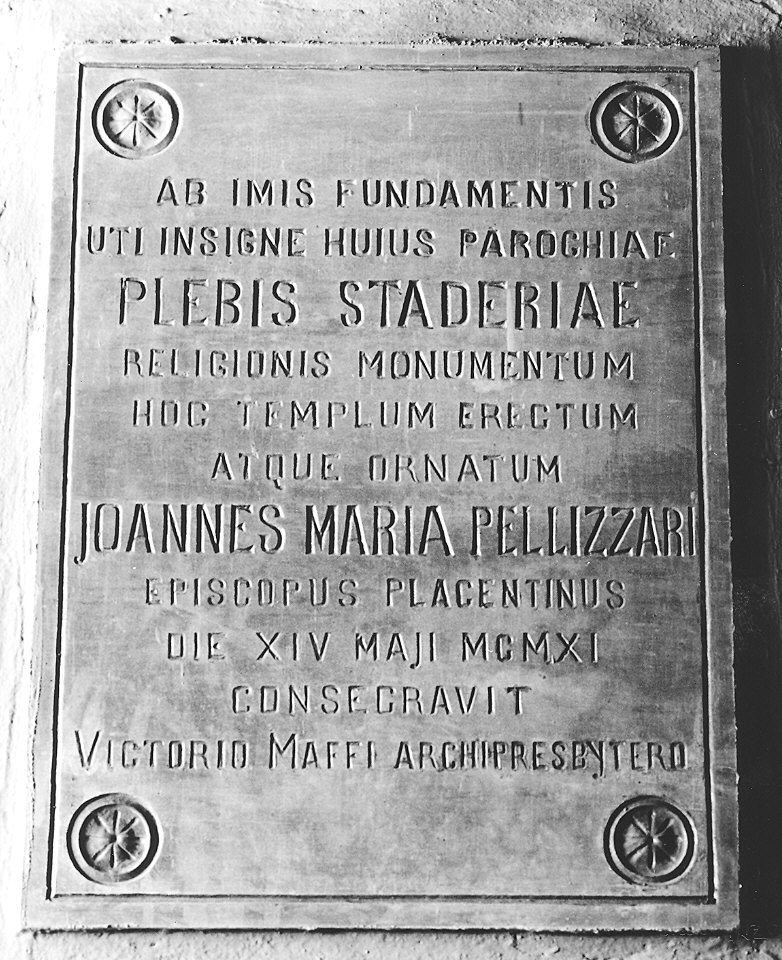 AB IMIS FUNDAMENTIS
UTI INSIGNE HUIUS PAROCHIAE
PLEBIS STADERIAE
RELIGIONIS MONUMENTUM
HOC TEMPLUM ERECTUM
ATQUE ORNATUM
JOANNES MARIA PELLIZZARI
EPISCOPUS PLACENTINUS
DIE XIV MAJI MCMXI
CONSECRAVIT
VICTORIO MAFFI ARCHIPRESBYTERO